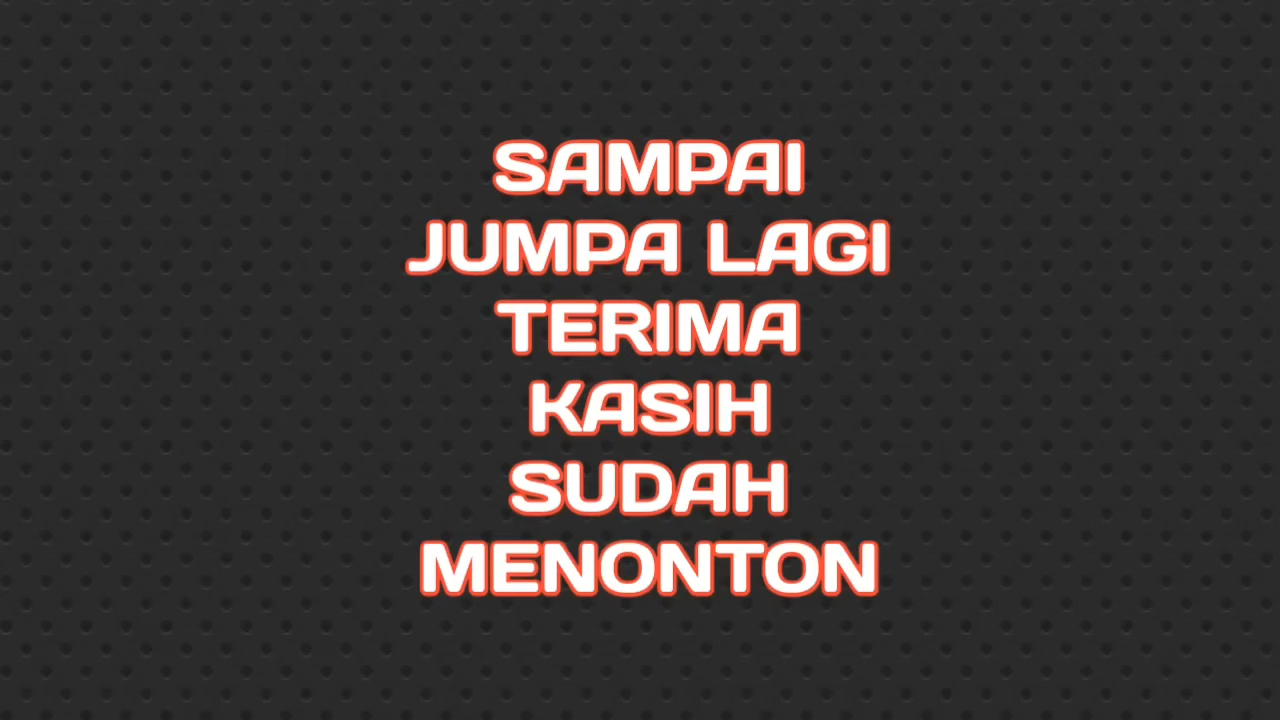 SAMPAI
JUMPA LAGI
TERIMA
KASIH
SUDAH
MENONTON